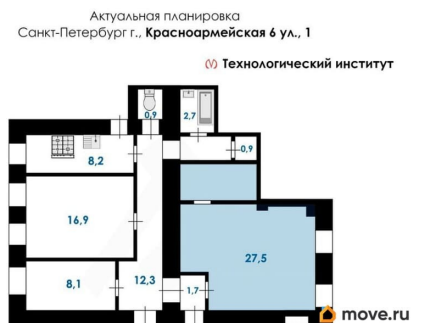 Актуальная планировка
Санкт-Петербург г., Красноармейская 6 ул., 1
Технологический институт
0,9
2,7
8,2
0,9
16,9
27,5
8,1
12,3
1,7
move.ru